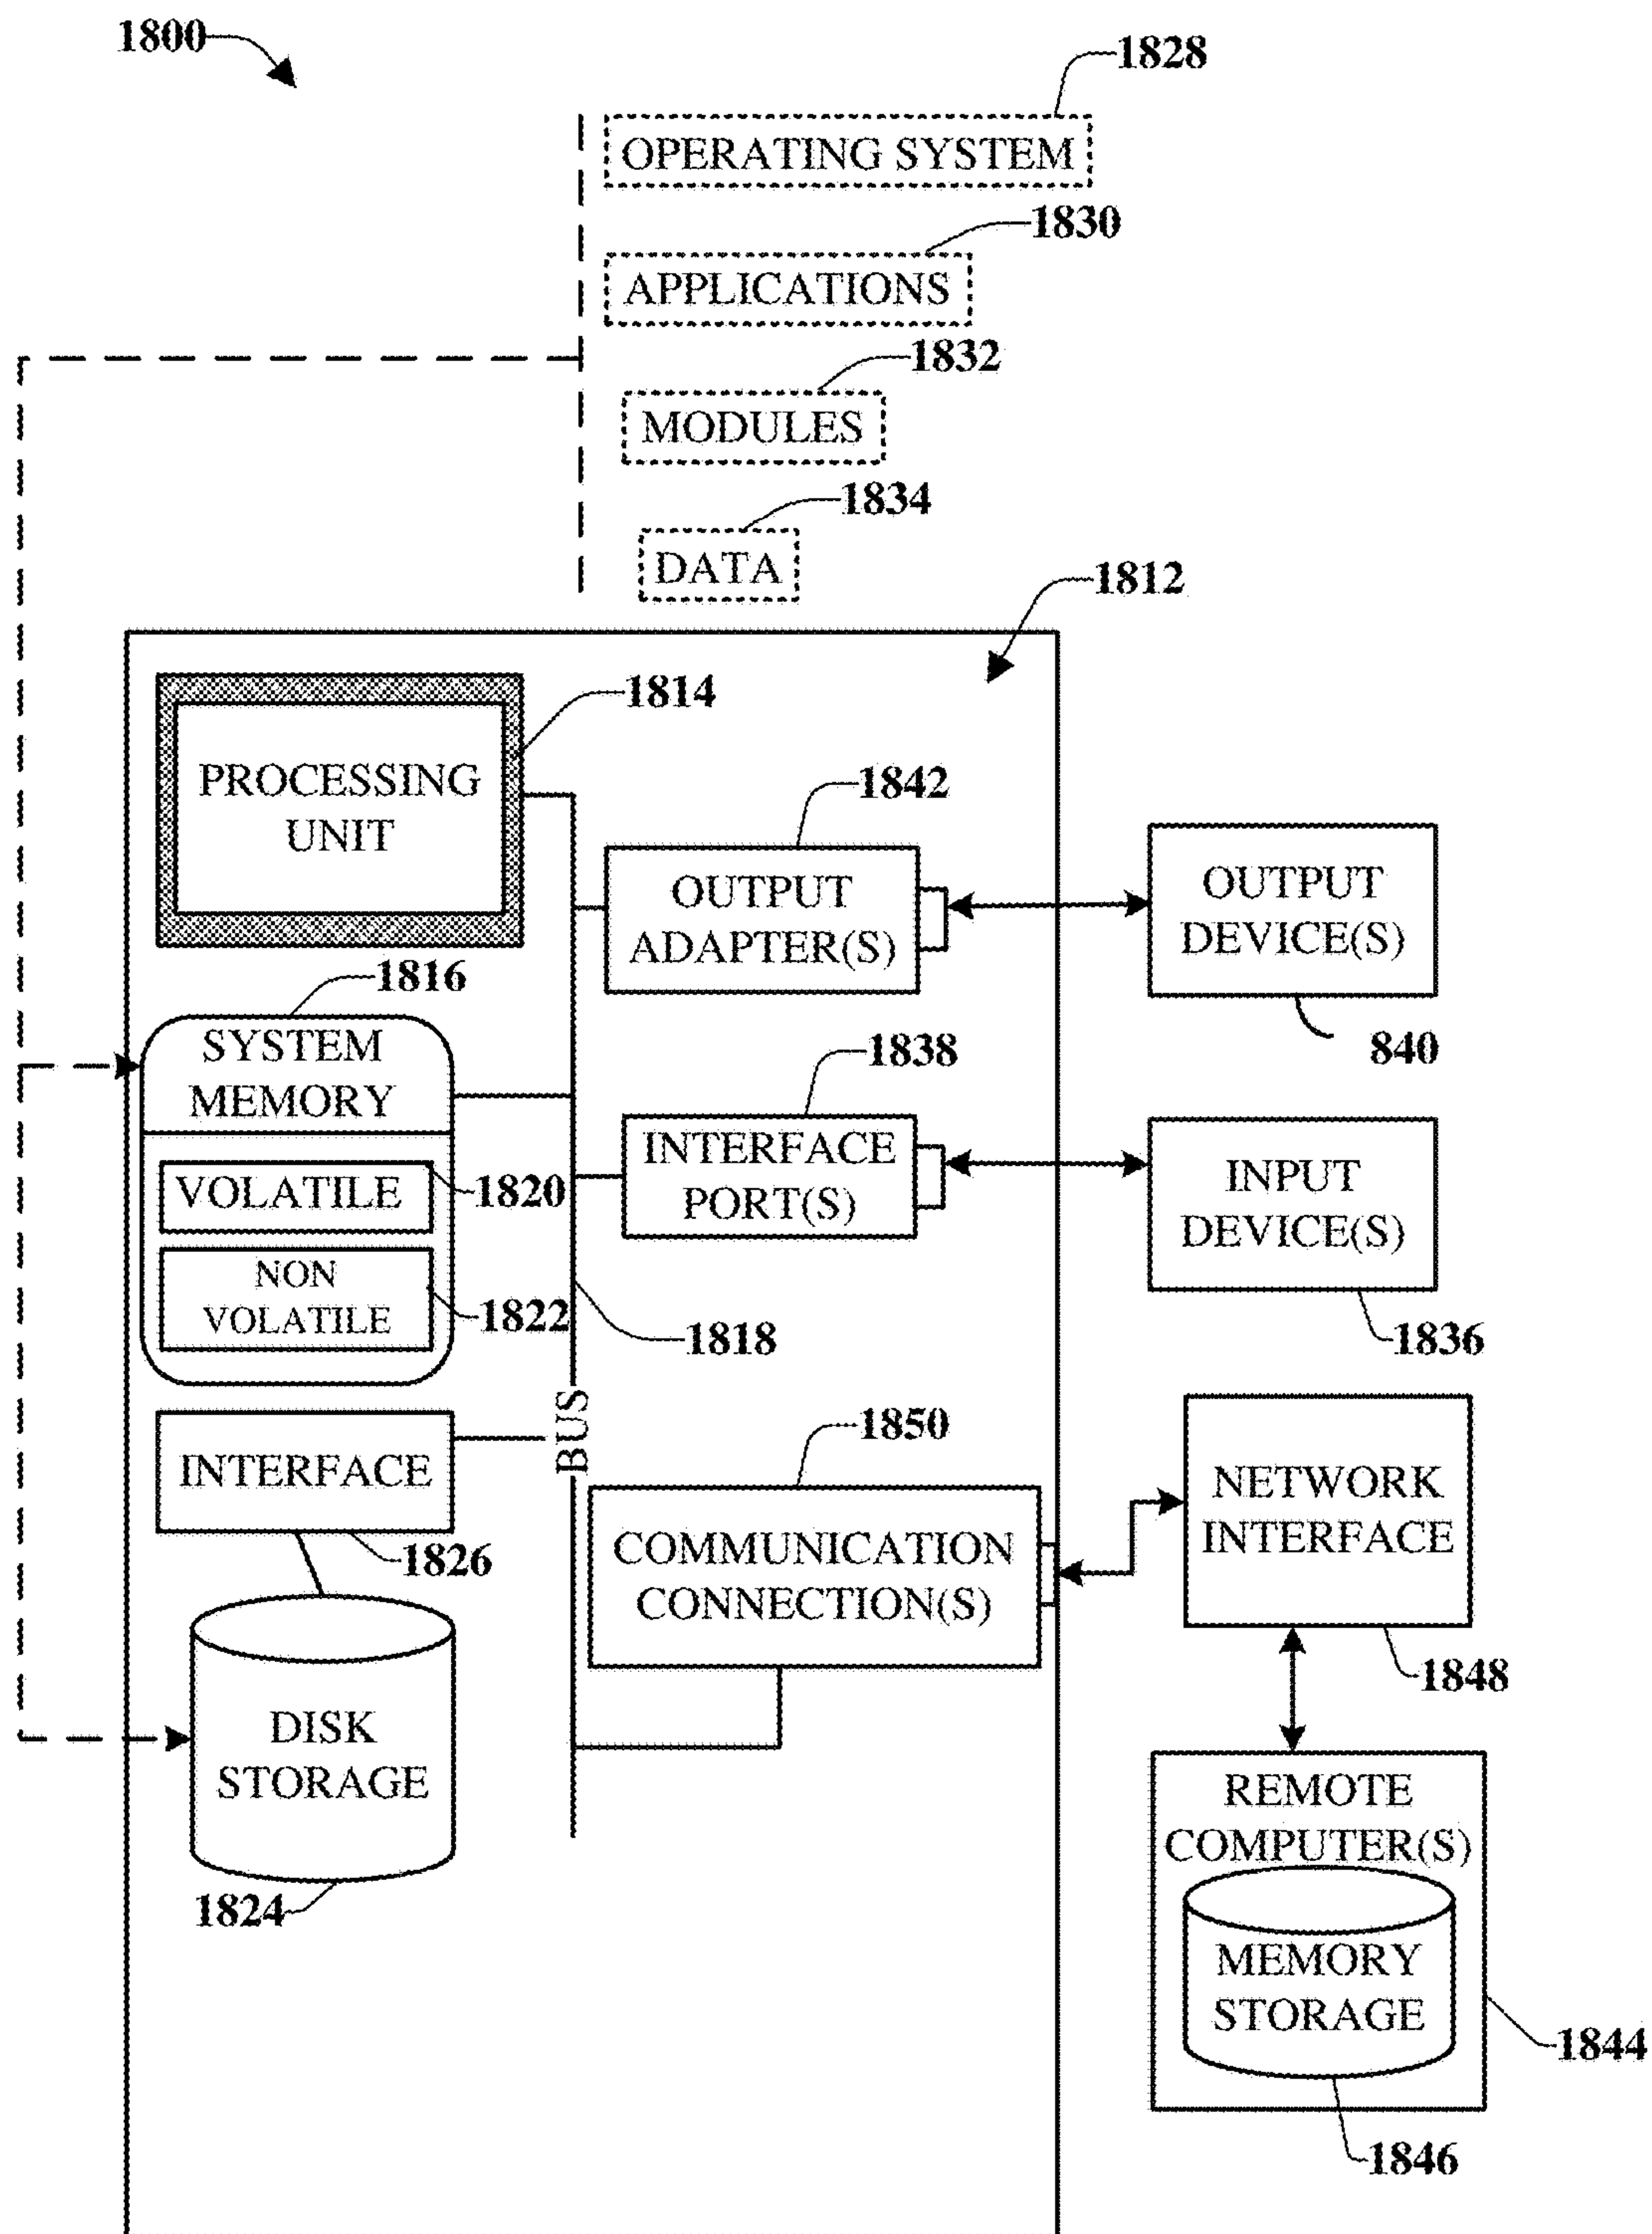 1800
1828
OPERATING SYSTEM
1830
APPLICATIONS
1832
MODULES
1834
DATA
1812
1814
PROCESSING
UNIT
1842
OUTPUT
ADAPTER(S)
OUTPUT
DEVICE(S)
840
1816
SYSTEM
MEMORY
1838
INTERFACE
PORT(S)
INPUT
DEVICE(S)
1836
VOLATILE
1820
NON
VOLATILE
1822
1818
BUS
INTERFACE
1826
1850
COMMUNICATION
CONNECTION(S)
NETWORK
INTERFACE
1848
DISK
STORAGE
1824
REMOTE
COMPUTER(S)
MEMORY
STORAGE
1844
1846